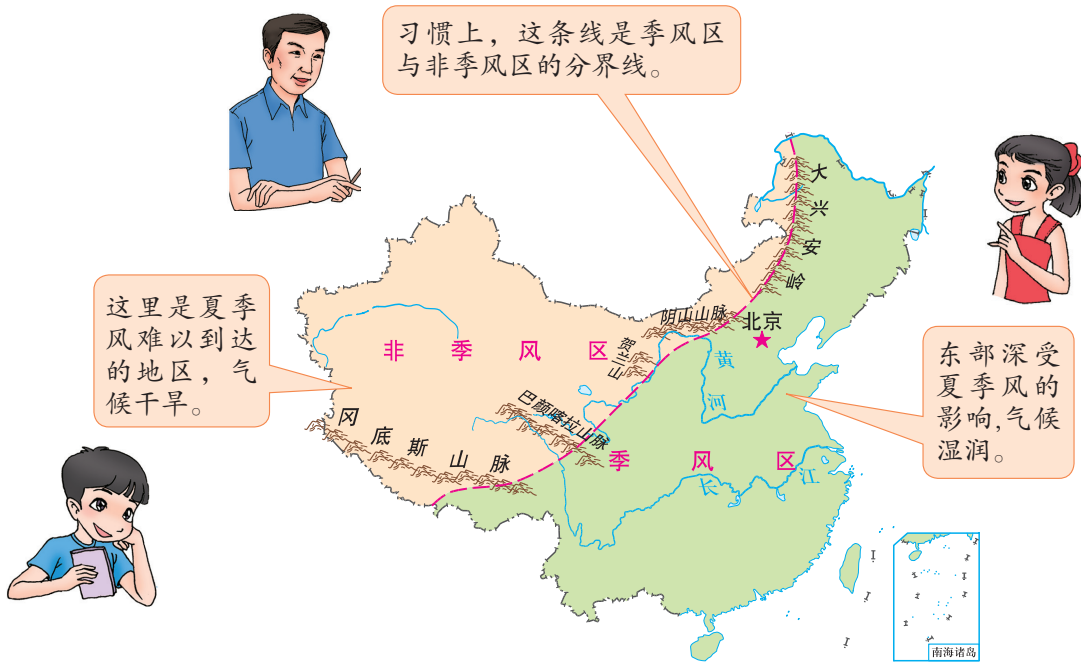 习惯上，这条线是季风区
与非季风区的分界线。
这里是夏季
风难以到达
的地区，气
候干旱。
东部深受
夏季风的
影响,气候
湿润。
大兴安岭
阴山山脉
北京
贺兰山
非季风区
黄河
巴颜喀拉山脉
冈底斯山脉
季风区
长江
南海诸岛